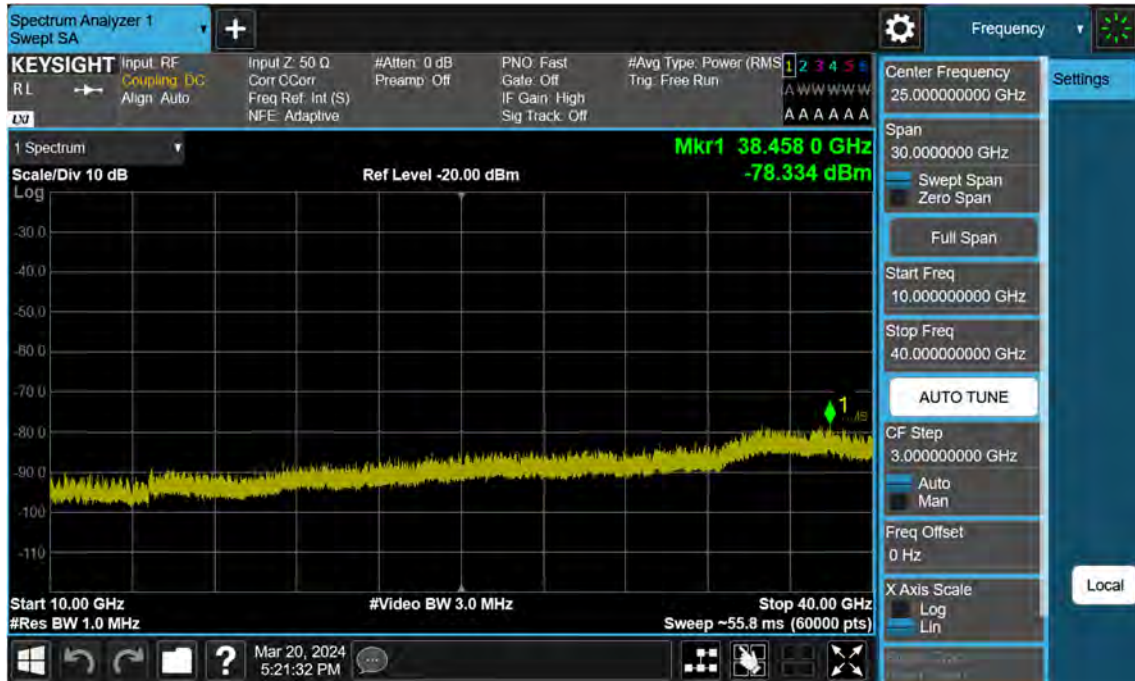 Spectrum Analyzer 1
Swept SA
Frequency
KEYSIGHT
R L
LXI
Input: RF
Coupling: DC
Align: Auto
Input Z: 50 Ω
Corr CCorr
Freq Ref: Int (S)
NFE: Adaptive
#Atten: 0 dB
Preamp: Off
PNO: Fast
Gate: Off
IF Gain: High
Sig Track: Off
#Avg Type: Power (RMS
Trig: Free Run
1 2 3 4 5 6
A W W W W W
A A A A A A
1 Spectrum
Mkr1 38.458 0 GHz
-78.334 dBm
Scale/Div 10 dB
Ref Level -20.00 dBm
Log
-30.0
-40.0
-50.0
-60.0
-70.0
-80.0
-90.0
-100
-110
1
Start 10.00 GHz
#Video BW 3.0 MHz
Stop 40.00 GHz
#Res BW 1.0 MHz
Sweep ~55.8 ms (60000 pts)
Center Frequency
25.000000000 GHz
Settings
Span
30.0000000 GHz
Swept Span
Zero Span
Full Span
Start Freq
10.000000000 GHz
Stop Freq
40.000000000 GHz
AUTO TUNE
CF Step
3.000000000 GHz
Auto
Man
Freq Offset
0 Hz
X Axis Scale
Log
Lin
Local
?
Mar 20, 2024
5:21:32 PM